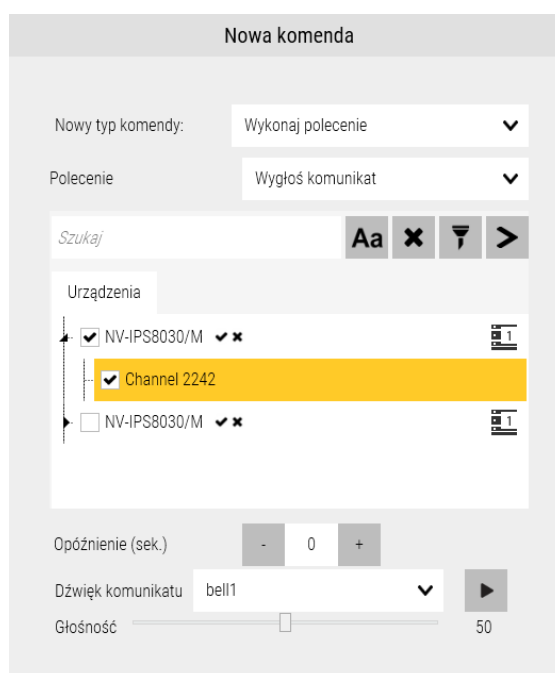 Nowa komenda
Nowy typ komendy: Wykonaj polecenie
Polecenie Wygłoś komunikat
Szukaj Aa
Urządzenia
NV-IPS8030/M 1
Channel 2242
NV-IPS8030/M 1
Opóźnienie (sek.) - 0 +
Dźwięk komunikatu bell1
Głośność 50